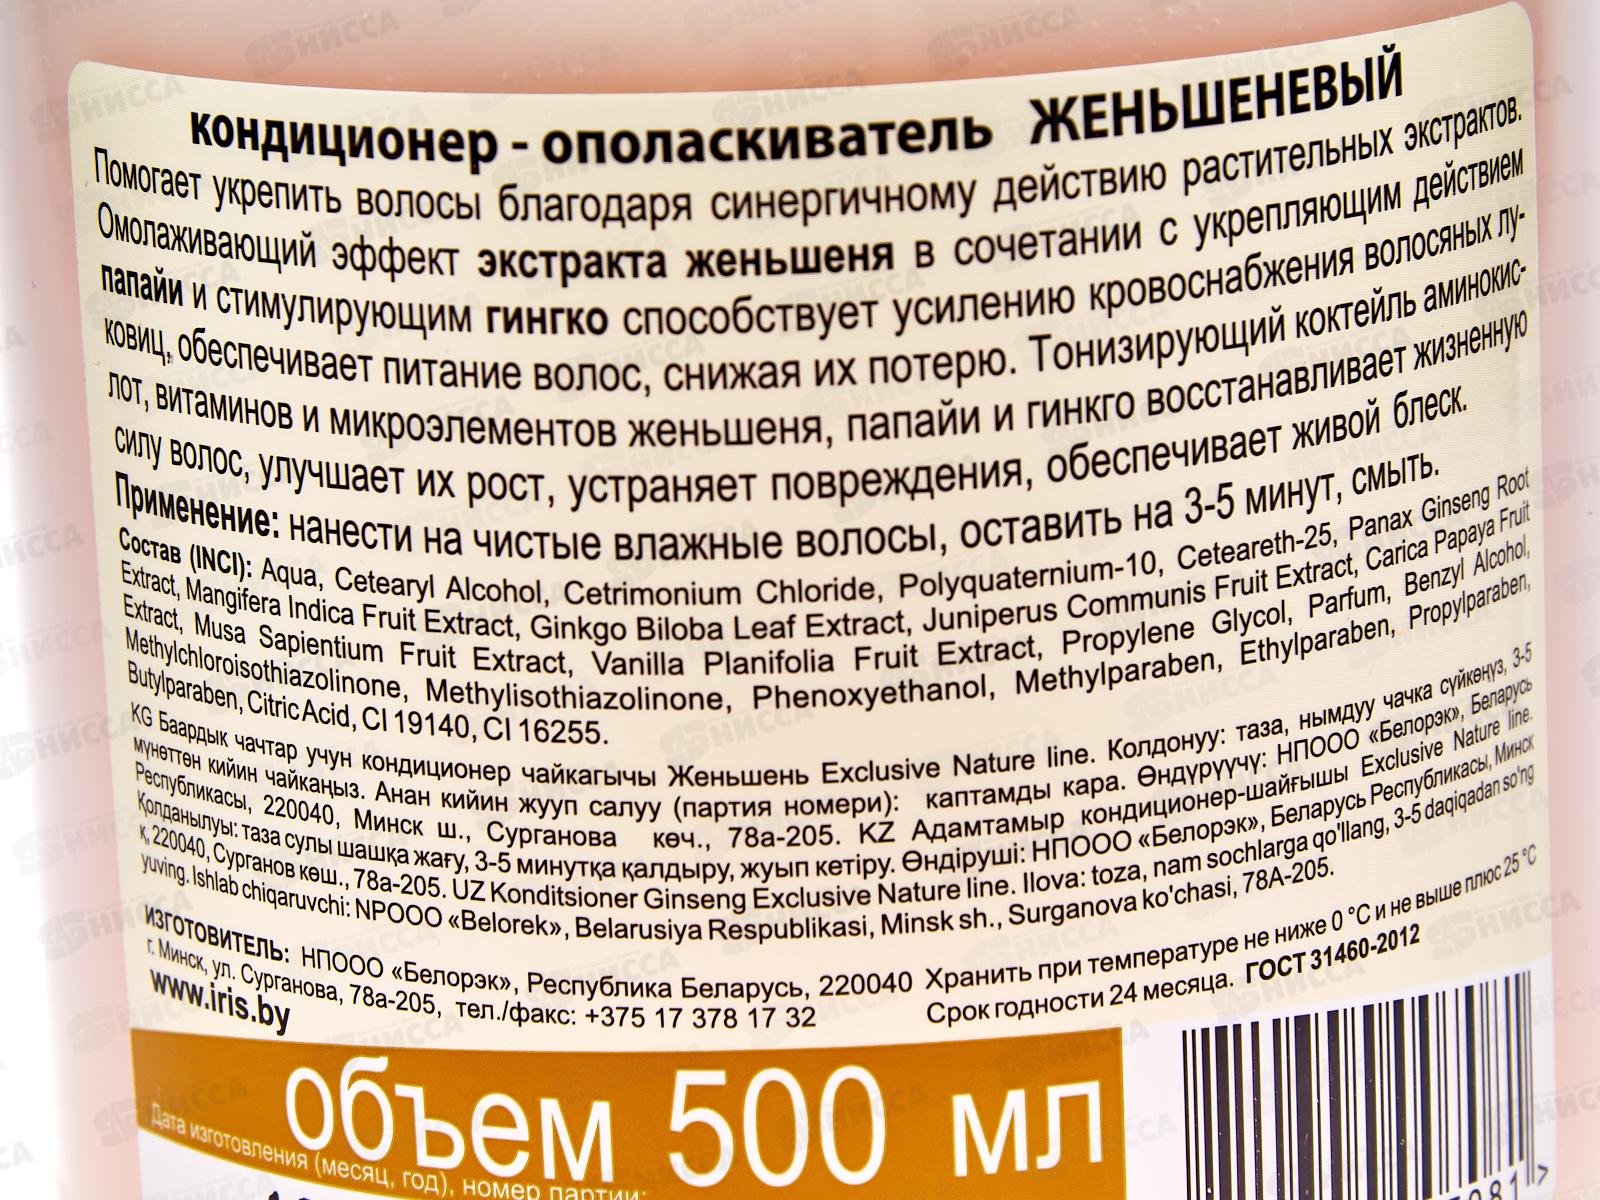 кондиционер - ополаскиватель ЖЕНЬШЕНЕВЫЙ
Помогает укрепить волосы благодаря синергичному действию растительных экстрактов.
Омолаживающий эффект экстракта женьшеня в сочетании с укрепляющим действием
папайи и стимулирующим гингко способствует усилению кровоснабжения волосяных лу-
ковиц, обеспечивает питание волос, снижая их потерю. Тонизирующий коктейль аминокис-
лот, витаминов и микроэлементов женьшеня, папайи и гинкго восстанавливает жизненную
силу волос, улучшает их рост, устраняет повреждения, обеспечивает живой блеск.
Применение: нанести на чистые влажные волосы, оставить на 3-5 минут, смыть.
Состав (INCI): Aqua, Cetearyl Alcohol, Cetrimonium Chloride, Polyquaternium-10, Ceteareth-25, Panax Ginseng Root
Extract, Mangifera Indica Fruit Extract, Ginkgo Biloba Leaf Extract, Juniperus Communis Fruit Extract, Carica Papaya Fruit
Extract, Musa Sapientium Fruit Extract, Vanilla Planifolia Fruit Extract, Propylene Glycol, Parfum, Benzyl Alcohol,
Methylchloroisothiazolinone, Methylisothiazolinone, Phenoxyethanol, Methylparaben, Ethylparaben, Propylparaben,
Butylparaben, Citric Acid, CI 19140, CI 16255.
KG Баардык чачтар учун кондиционер чайкагычы Женьшень Exclusive Nature line. Колдонуу: таза, нымдуу чачка сүйкөңүз, 3-5
мүнөттөн кийин чайкаңыз. Анан кийин жууп салуу (партия номери): каптамды кара. Өндүрүүчү: НПООО «Белорэк», Беларусь
Республикасы, 220040, Минск ш., Сурганова көч., 78а-205. KZ Адамтамыр кондиционер-шайғышы Exclusive Nature line.
Қолданылуы: таза сулы шашқа жағу, 3-5 минутқа қалдыру, жуып кетіру. Өндіруші: НПООО «Белорэк», Беларусь Республикасы, Минск
қ, 220040, Сурганов көш., 78а-205. UZ Konditsioner Ginseng Exclusive Nature line. Ilova: toza, nam sochlarga qo'llang, 3-5 daqiqadan so'ng
yuving. Ishlab chiqaruvchi: NPOOO «Belorek», Belarusiya Respublikasi, Minsk sh., Surganova ko'chasi, 78A-205.
ИЗГОТОВИТЕЛЬ: НПООО «Белорэк», Республика Беларусь, 220040
г. Минск, ул. Сурганова, 78а-205, тел./факс: +375 17 378 17 32
www.iris.by
Хранить при температуре не ниже 0 °C и не выше плюс 25 °C
Срок годности 24 месяца. ГОСТ 31460-2012
объем 500 мл
Дата изготовления (месяц, год), номер партии:
НИССА